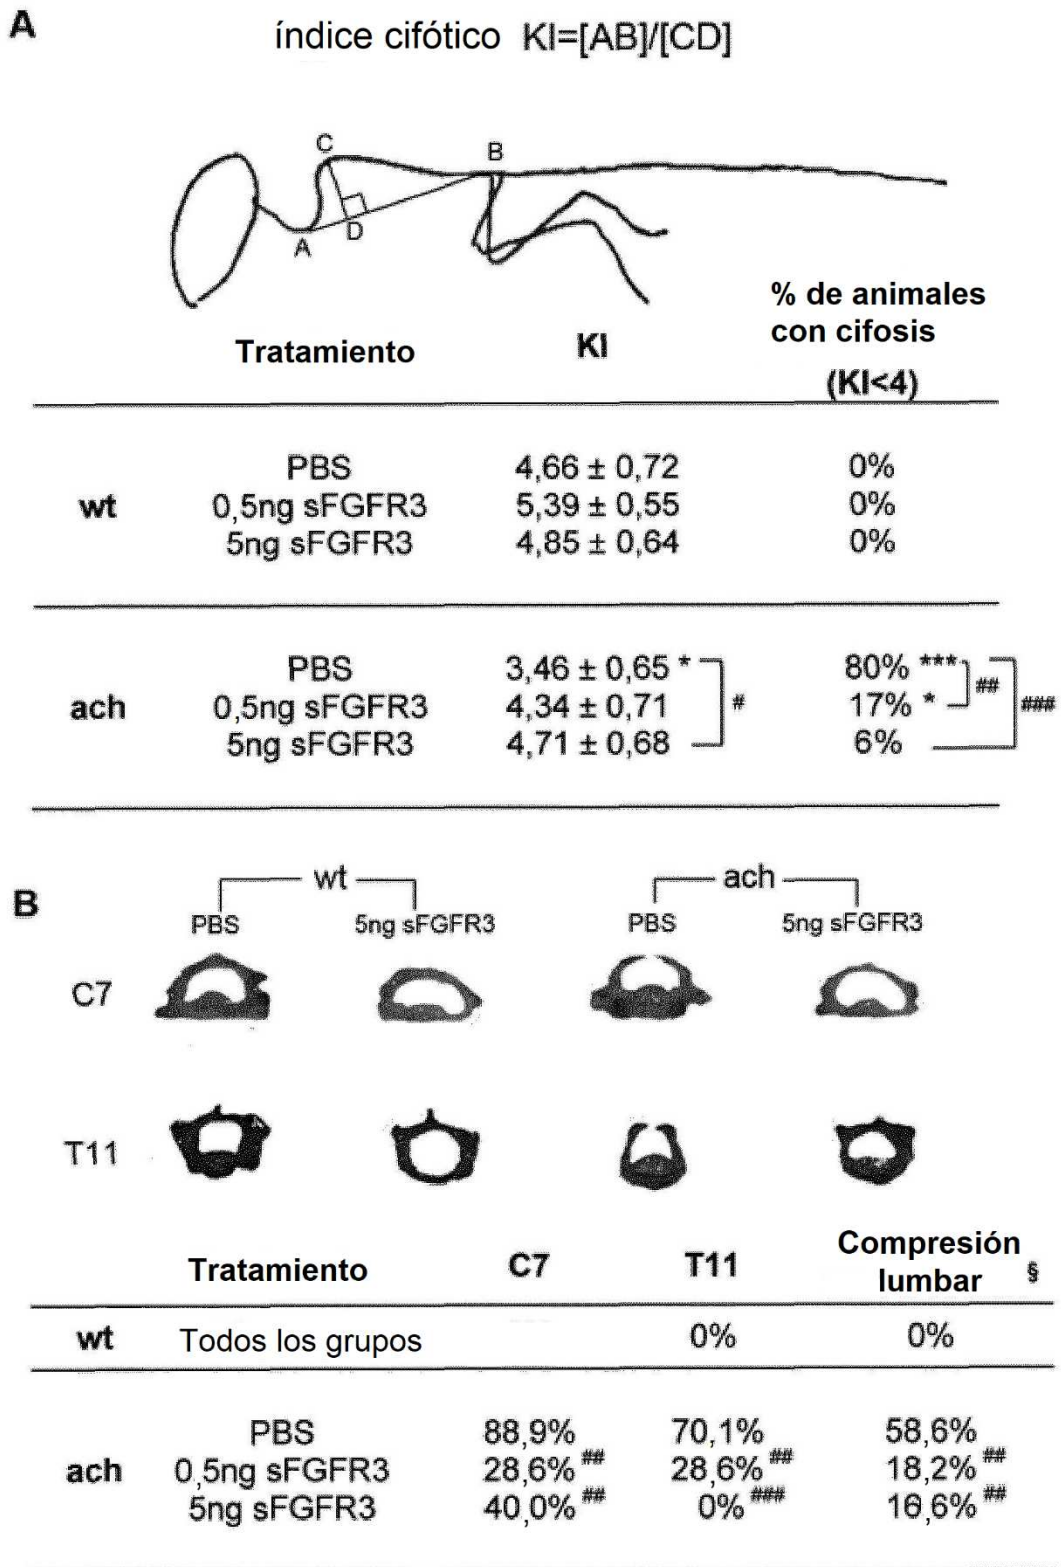 A
índice cifótico KI=[AB]/[CD]
C
B
A
D
% de animales
con cifosis
(KI<4)
Tratamiento KI
PBS 4,66 ± 0,72 0%
wt 0,5ng sFGFR3 5,39 ± 0,55 0%
5ng sFGFR3 4,85 ± 0,64 0%
PBS 3,46 ± 0,65 * 80% ***
ach 0,5ng sFGFR3 4,34 ± 0,71 # 17% * ## ###
5ng sFGFR3 4,71 ± 0,68 6%
B
wt ach
PBS 5ng sFGFR3 PBS 5ng sFGFR3
C7
T11
Tratamiento C7 T11 Compresión
lumbar §
wt Todos los grupos 0% 0%
PBS 88,9% 70,1% 58,6%
ach 0,5ng sFGFR3 28,6% ## 28,6% ## 18,2% ##
5ng sFGFR3 40,0% ## 0% ### 16,6% ##